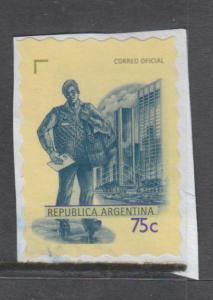 CORREO OFICIAL
REPUBLICA ARGENTINA
75c